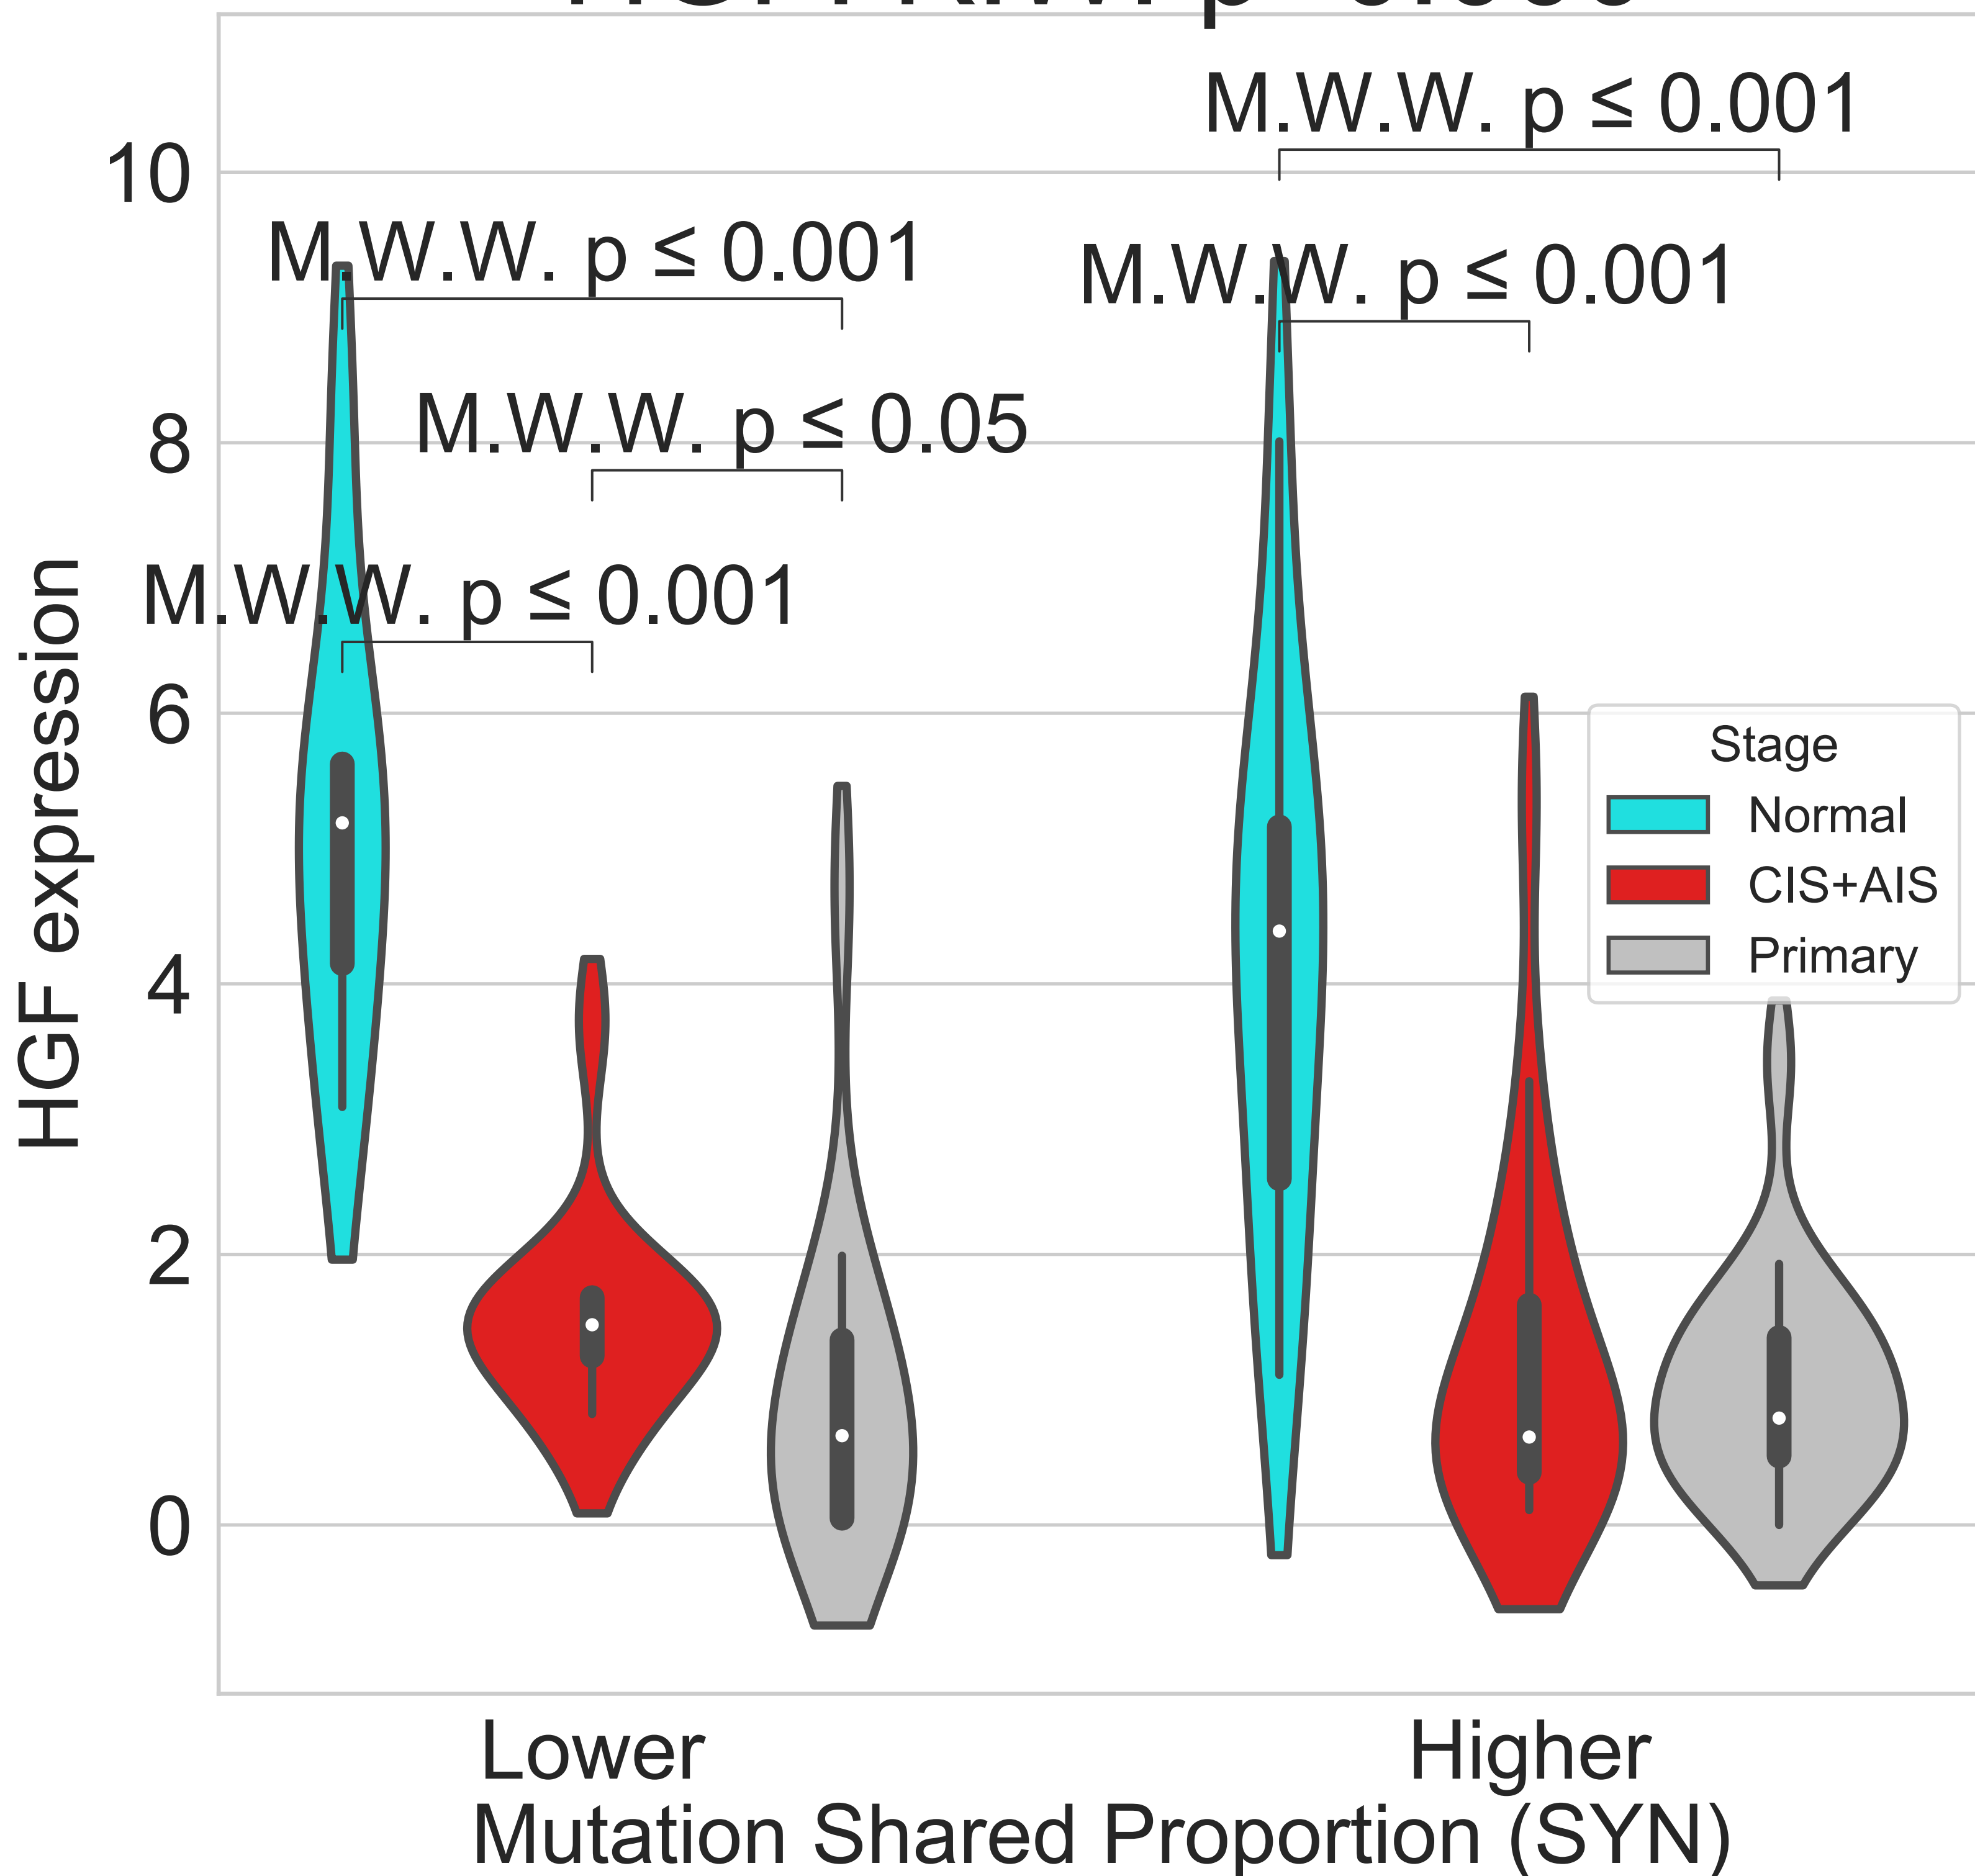 M.W.W. p ≤ 0.001
10
M.W.W. p ≤ 0.001
M.W.W. p ≤ 0.001
8
M.W.W. p ≤ 0.05
M.W.W. p ≤ 0.001
6
4
2
0
HGF expression
Stage
Normal
CIS+AIS
Primary
Lower
Higher
Mutation Shared Proportion (SYN)